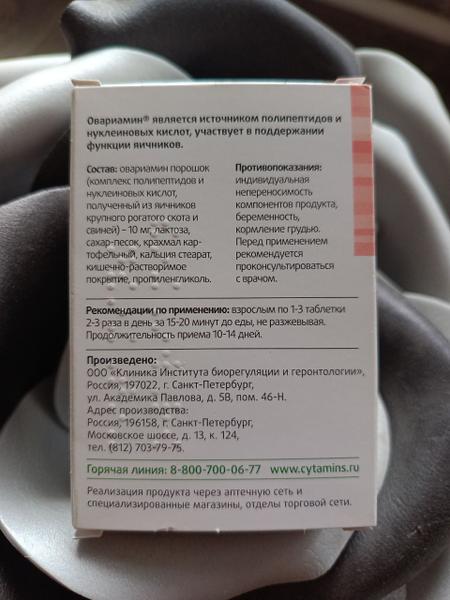 Овариамин® является источником полипептидов и
нуклеиновых кислот, участвует в поддержании
функции яичников.
Состав: овариамин порошок
(комплекс полипептидов и
нуклеиновых кислот,
полученный из яичников
крупного рогатого скота и
свиней) – 10 мг, лактоза,
сахар-песок, крахмал кар-
тофельный, кальция стеарат,
кишечно-растворимое
покрытие, пропиленгликоль.
Противопоказания:
индивидуальная
непереносимость
компонентов продукта,
беременность,
кормление грудью.
Перед применением
рекомендуется
проконсультироваться
с врачом.
Рекомендации по применению: взрослым по 1-3 таблетки
2-3 раза в день за 15-20 минут до еды, не разжевывая.
Продолжительность приема 10-14 дней.
Произведено:
ООО «Клиника Института биорегуляции и геронтологии»,
Россия, 197022, г. Санкт-Петербург,
ул. Академика Павлова, д. 5В, пом. 46-Н.
Адрес производства:
Россия, 196158, г. Санкт-Петербург,
Московское шоссе, д. 13, к. 124,
тел. (812) 703-79-75.
Горячая линия: 8-800-700-06-77 www.cytamins.ru
Реализация продукта через аптечную сеть и
специализированные магазины, отделы торговой сети.